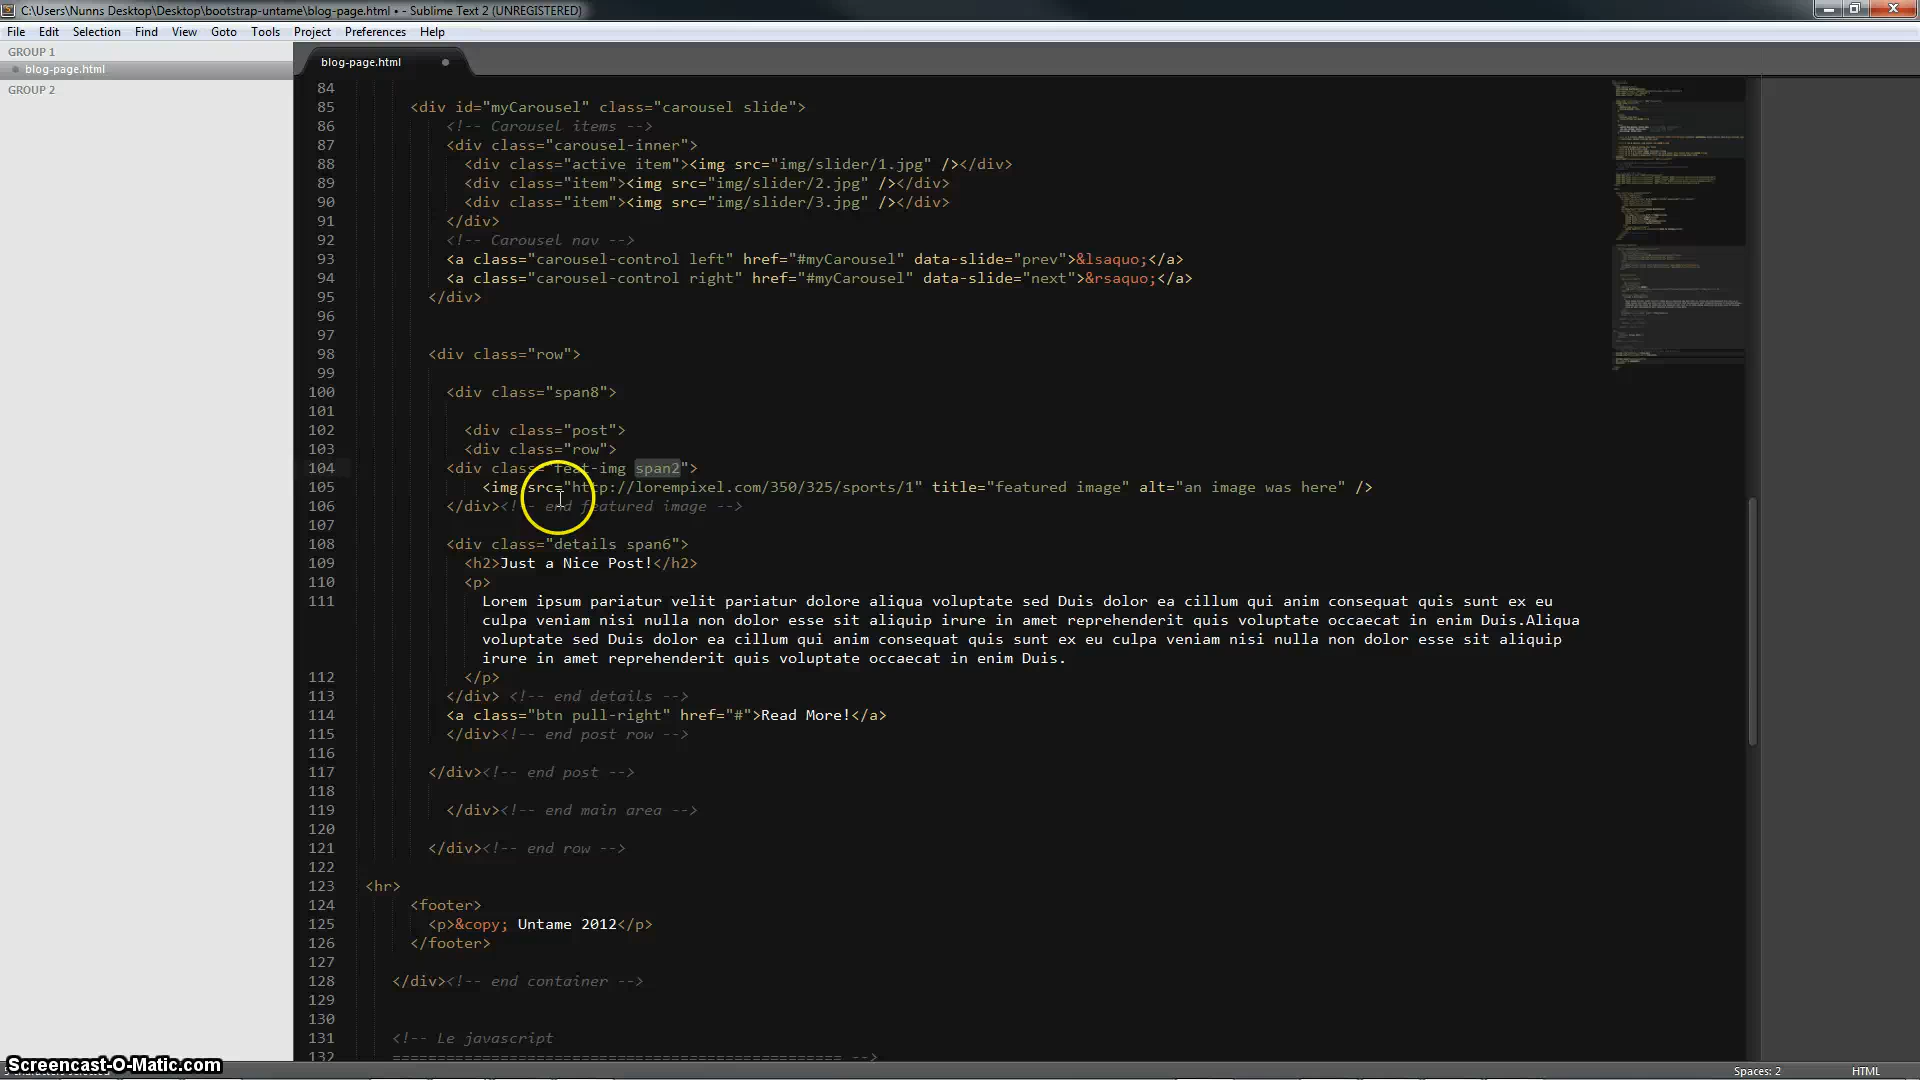 C:\Users\Nunns Desktop\Desktop\bootstrap-untame\blog-page.html • - Sublime Text 2 (UNREGISTERED)
File Edit Selection Find View Goto Tools Project Preferences Help
GROUP 1
blog-page.html
GROUP 2
blog-page.html
84
85 <div id="myCarousel" class="carousel slide">
86 <!-- Carousel items -->
87 <div class="carousel-inner">
88 <div class="active item"><img src="img/slider/1.jpg" /></div>
89 <div class="item"><img src="img/slider/2.jpg" /></div>
90 <div class="item"><img src="img/slider/3.jpg" /></div>
91 </div>
92 <!-- Carousel nav -->
93 <a class="carousel-control left" href="#myCarousel" data-slide="prev">&lsaquo;</a>
94 <a class="carousel-control right" href="#myCarousel" data-slide="next">&rsaquo;</a>
95 </div>
96
97
98 <div class="row">
99
100 <div class="span8">
101
102 <div class="post">
103 <div class="row">
104 <div class="feat-img span2">
105 <img src="http://lorempixel.com/350/325/sports/1" title="featured image" alt="an image was here" />
106 </div><!-- end featured image -->
107
108 <div class="details span6">
109 <h2>Just a Nice Post!</h2>
110 <p>
111 Lorem ipsum pariatur velit pariatur dolore aliqua voluptate sed Duis dolor ea cillum qui anim consequat quis sunt ex eu
culpa veniam nisi nulla non dolor esse sit aliquip irure in amet reprehenderit quis voluptate occaecat in enim Duis.Aliqua
voluptate sed Duis dolor ea cillum qui anim consequat quis sunt ex eu culpa veniam nisi nulla non dolor esse sit aliquip
irure in amet reprehenderit quis voluptate occaecat in enim Duis.
112 </p>
113 </div> <!-- end details -->
114 <a class="btn pull-right" href="#">Read More!</a>
115 </div><!-- end post row -->
116
117 </div><!-- end post -->
118
119 </div><!-- end main area -->
120
121 </div><!-- end row -->
122
123 <hr>
124 <footer>
125 <p>&copy; Untame 2012</p>
126 </footer>
127
128 </div><!-- end container -->
129
130
131 <!-- Le javascript
132 ================================================== -->
Screencast-O-Matic.com
Spaces: 2 HTML